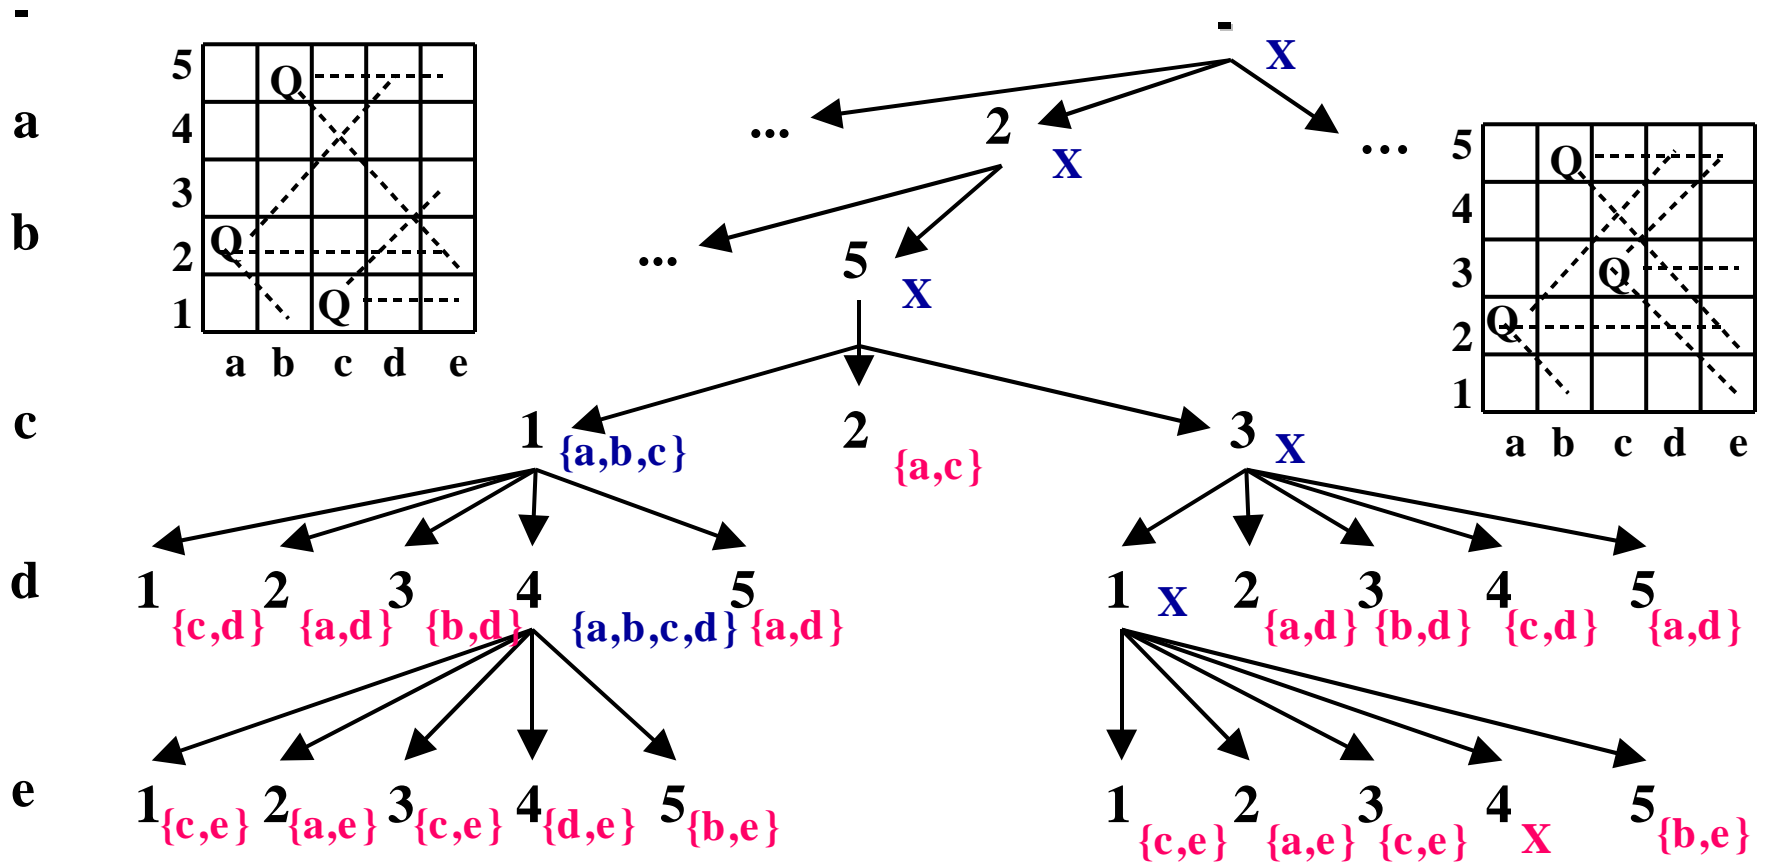 -
-
X
5
Q
a
4
...
2
...
5
Q
X
3
4
b
Q
2
...
5
3
Q
X
1
Q
2
Q
a b c d e
1
c
1
{a,b,c}
2
{a,c}
3
X
a b c d e
d
1 2 3 4 5
1 X 2 3 4 5
{c,d} {a,d} {b,d} {a,b,c,d} {a,d}
{a,d} {b,d} {c,d} {a,d}
e
1 {c,e} 2 {a,e} 3 {c,e} 4 {d,e} 5 {b,e}
1 {c,e} 2 {a,e} 3 {c,e} 4 X 5 {b,e}